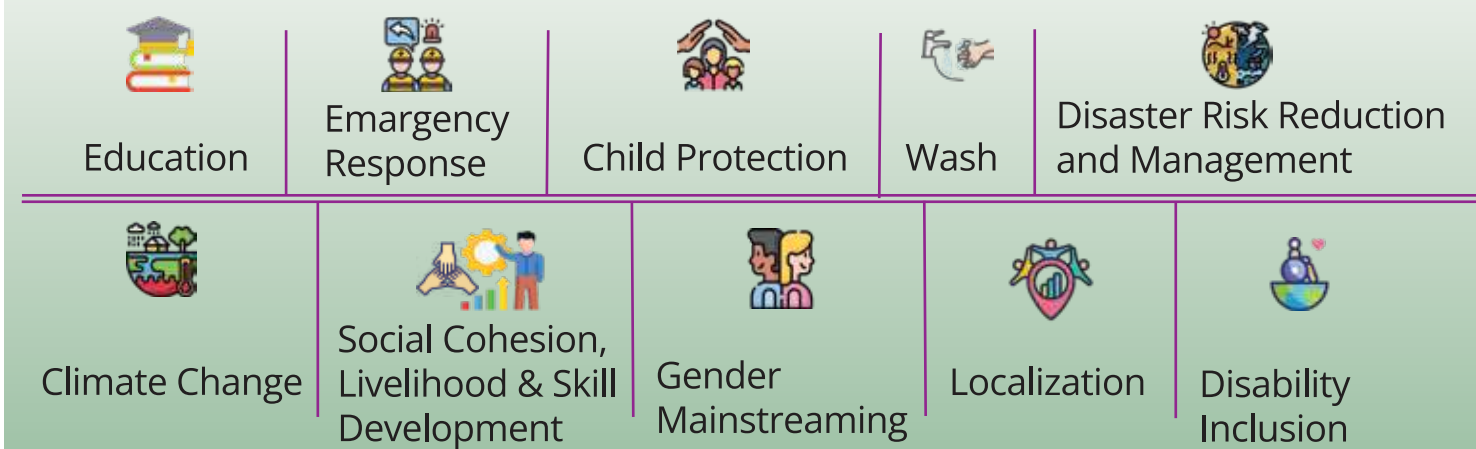 Education
Emargency
Response
Child Protection
Wash
Disaster Risk Reduction
and Management
Climate Change
Social Cohesion,
Livelihood & Skill
Development
Gender
Mainstreaming
Localization
Disability
Inclusion